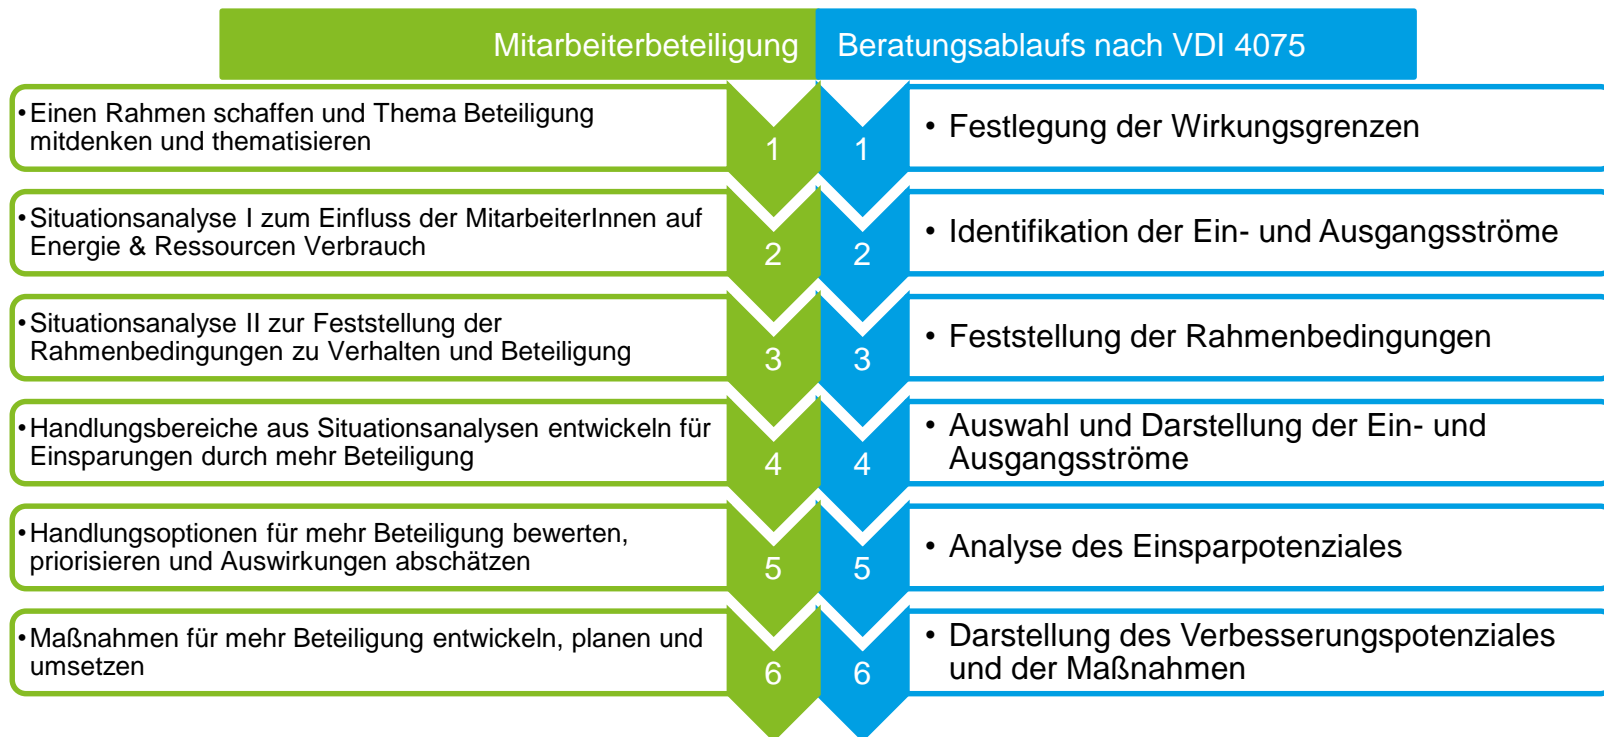 Mitarbeiterbeteiligung
Beratungsablaufs nach VDI 4075
•Einen Rahmen schaffen und Thema Beteiligung
mitdenken und thematisieren
1
1
• Festlegung der Wirkungsgrenzen
•Situationsanalyse I zum Einfluss der MitarbeiterInnen auf
Energie & Ressourcen Verbrauch
2
2
• Identifikation der Ein- und Ausgangsströme
•Situationsanalyse II zur Feststellung der
Rahmenbedingungen zu Verhalten und Beteiligung
3
3
• Feststellung der Rahmenbedingungen
•Handlungsbereiche aus Situationsanalysen entwickeln für
Einsparungen durch mehr Beteiligung
4
4
• Auswahl und Darstellung der Ein- und
Ausgangsströme
•Handlungsoptionen für mehr Beteiligung bewerten,
priorisieren und Auswirkungen abschätzen
5
5
• Analyse des Einsparpotenziales
•Maßnahmen für mehr Beteiligung entwickeln, planen und
umsetzen
6
6
• Darstellung des Verbesserungspotenziales
und der Maßnahmen